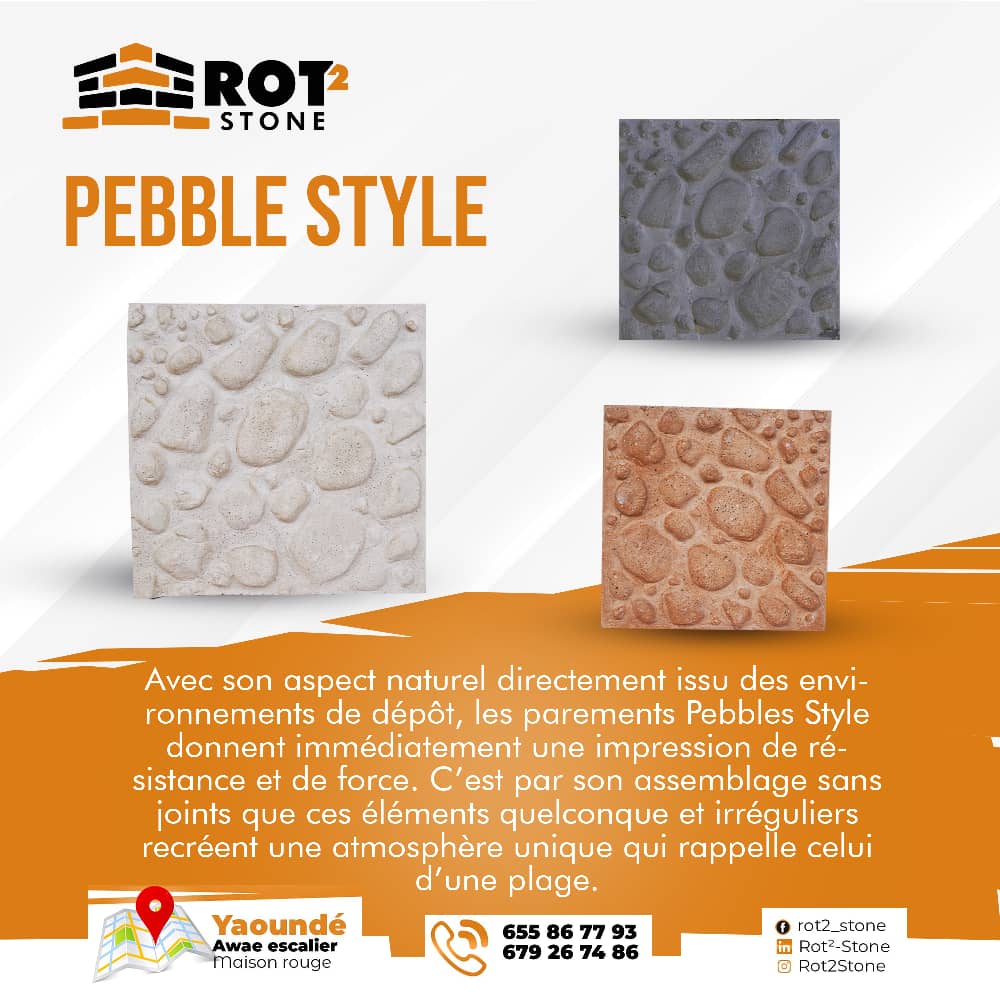 ROT²
STONE
PEBBLE STYLE
Avec son aspect naturel directement issu des envi-
ronnements de dépôt, les parements Pebbles Style
donnent immédiatement une impression de ré-
sistance et de force. C’est par son assemblage sans
joints que ces éléments quelconque et irréguliers
recréent une atmosphère unique qui rappelle celui
d’une plage.
Yaoundé
Awae escalier
Maison rouge
655 86 77 93
679 26 74 86
rot2_stone
Rot²-Stone
Rot2Stone